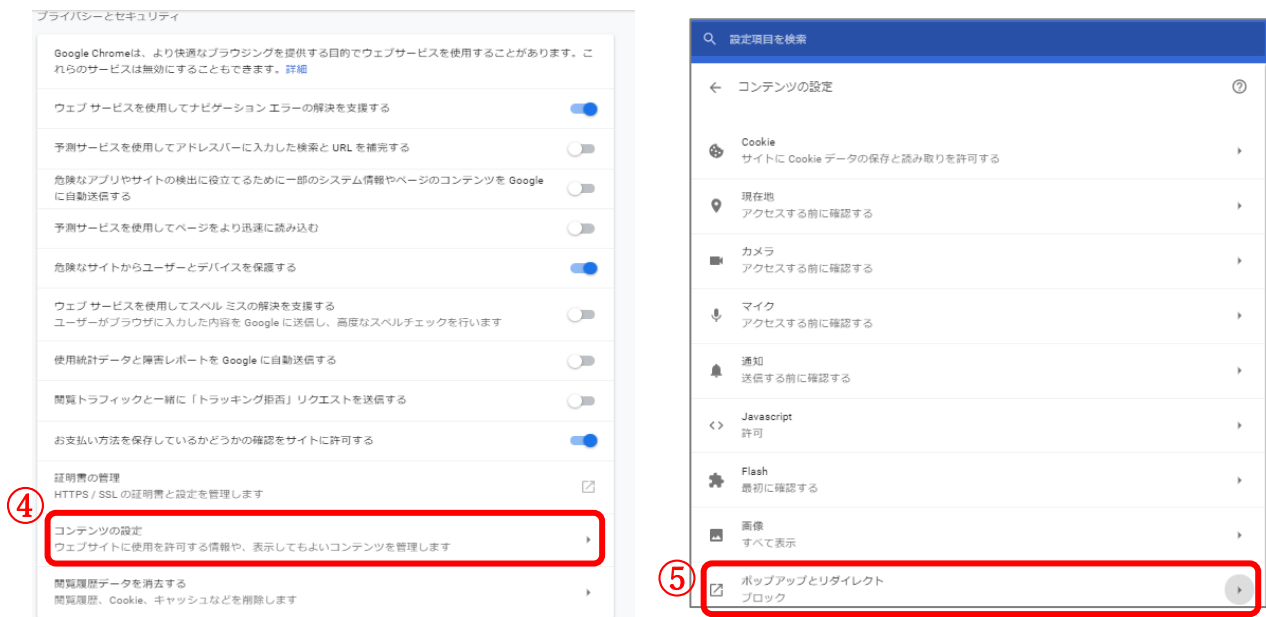 プライバシーとセキュリティ
Google Chromeは、より快適なブラウジングを提供する目的でウェブサービスを使用することがあります。こ
れらのサービスは無効にすることもできます。詳細
ウェブ サービスを使用してナビゲーション エラーの解決を支援する
予測サービスを使用してアドレスバーに入力した検索と URL を補完する
危険なアプリやサイトの検出に役立てるために一部のシステム情報やページのコンテンツを Google
に自動送信する
予測サービスを使用してページをより迅速に読み込む
危険なサイトからユーザーとデバイスを保護する
ウェブ サービスを使用してスペル ミスの解決を支援する
ユーザーがブラウザに入力した内容を Google に送信し、高度なスペルチェックを行います
使用統計データと障害レポートを Google に自動送信する
閲覧トラフィックと一緒に「トラッキング拒否」リクエストを送信する
お支払い方法を保存しているかどうかの確認をサイトに許可する
証明書の管理
HTTPS / SSL の証明書と設定を管理します
④
コンテンツの設定
ウェブサイトに使用を許可する情報や、表示してもよいコンテンツを管理します
閲覧履歴データを消去する
閲覧履歴、Cookie、キャッシュなどを削除します
設定項目を検索
コンテンツの設定
Cookie
サイトに Cookie データの保存と読み取りを許可する
現在地
アクセスする前に確認する
カメラ
アクセスする前に確認する
マイク
アクセスする前に確認する
通知
送信する前に確認する
Javascript
許可
Flash
最初に確認する
画像
すべて表示
⑤
ポップアップとリダイレクト
ブロック